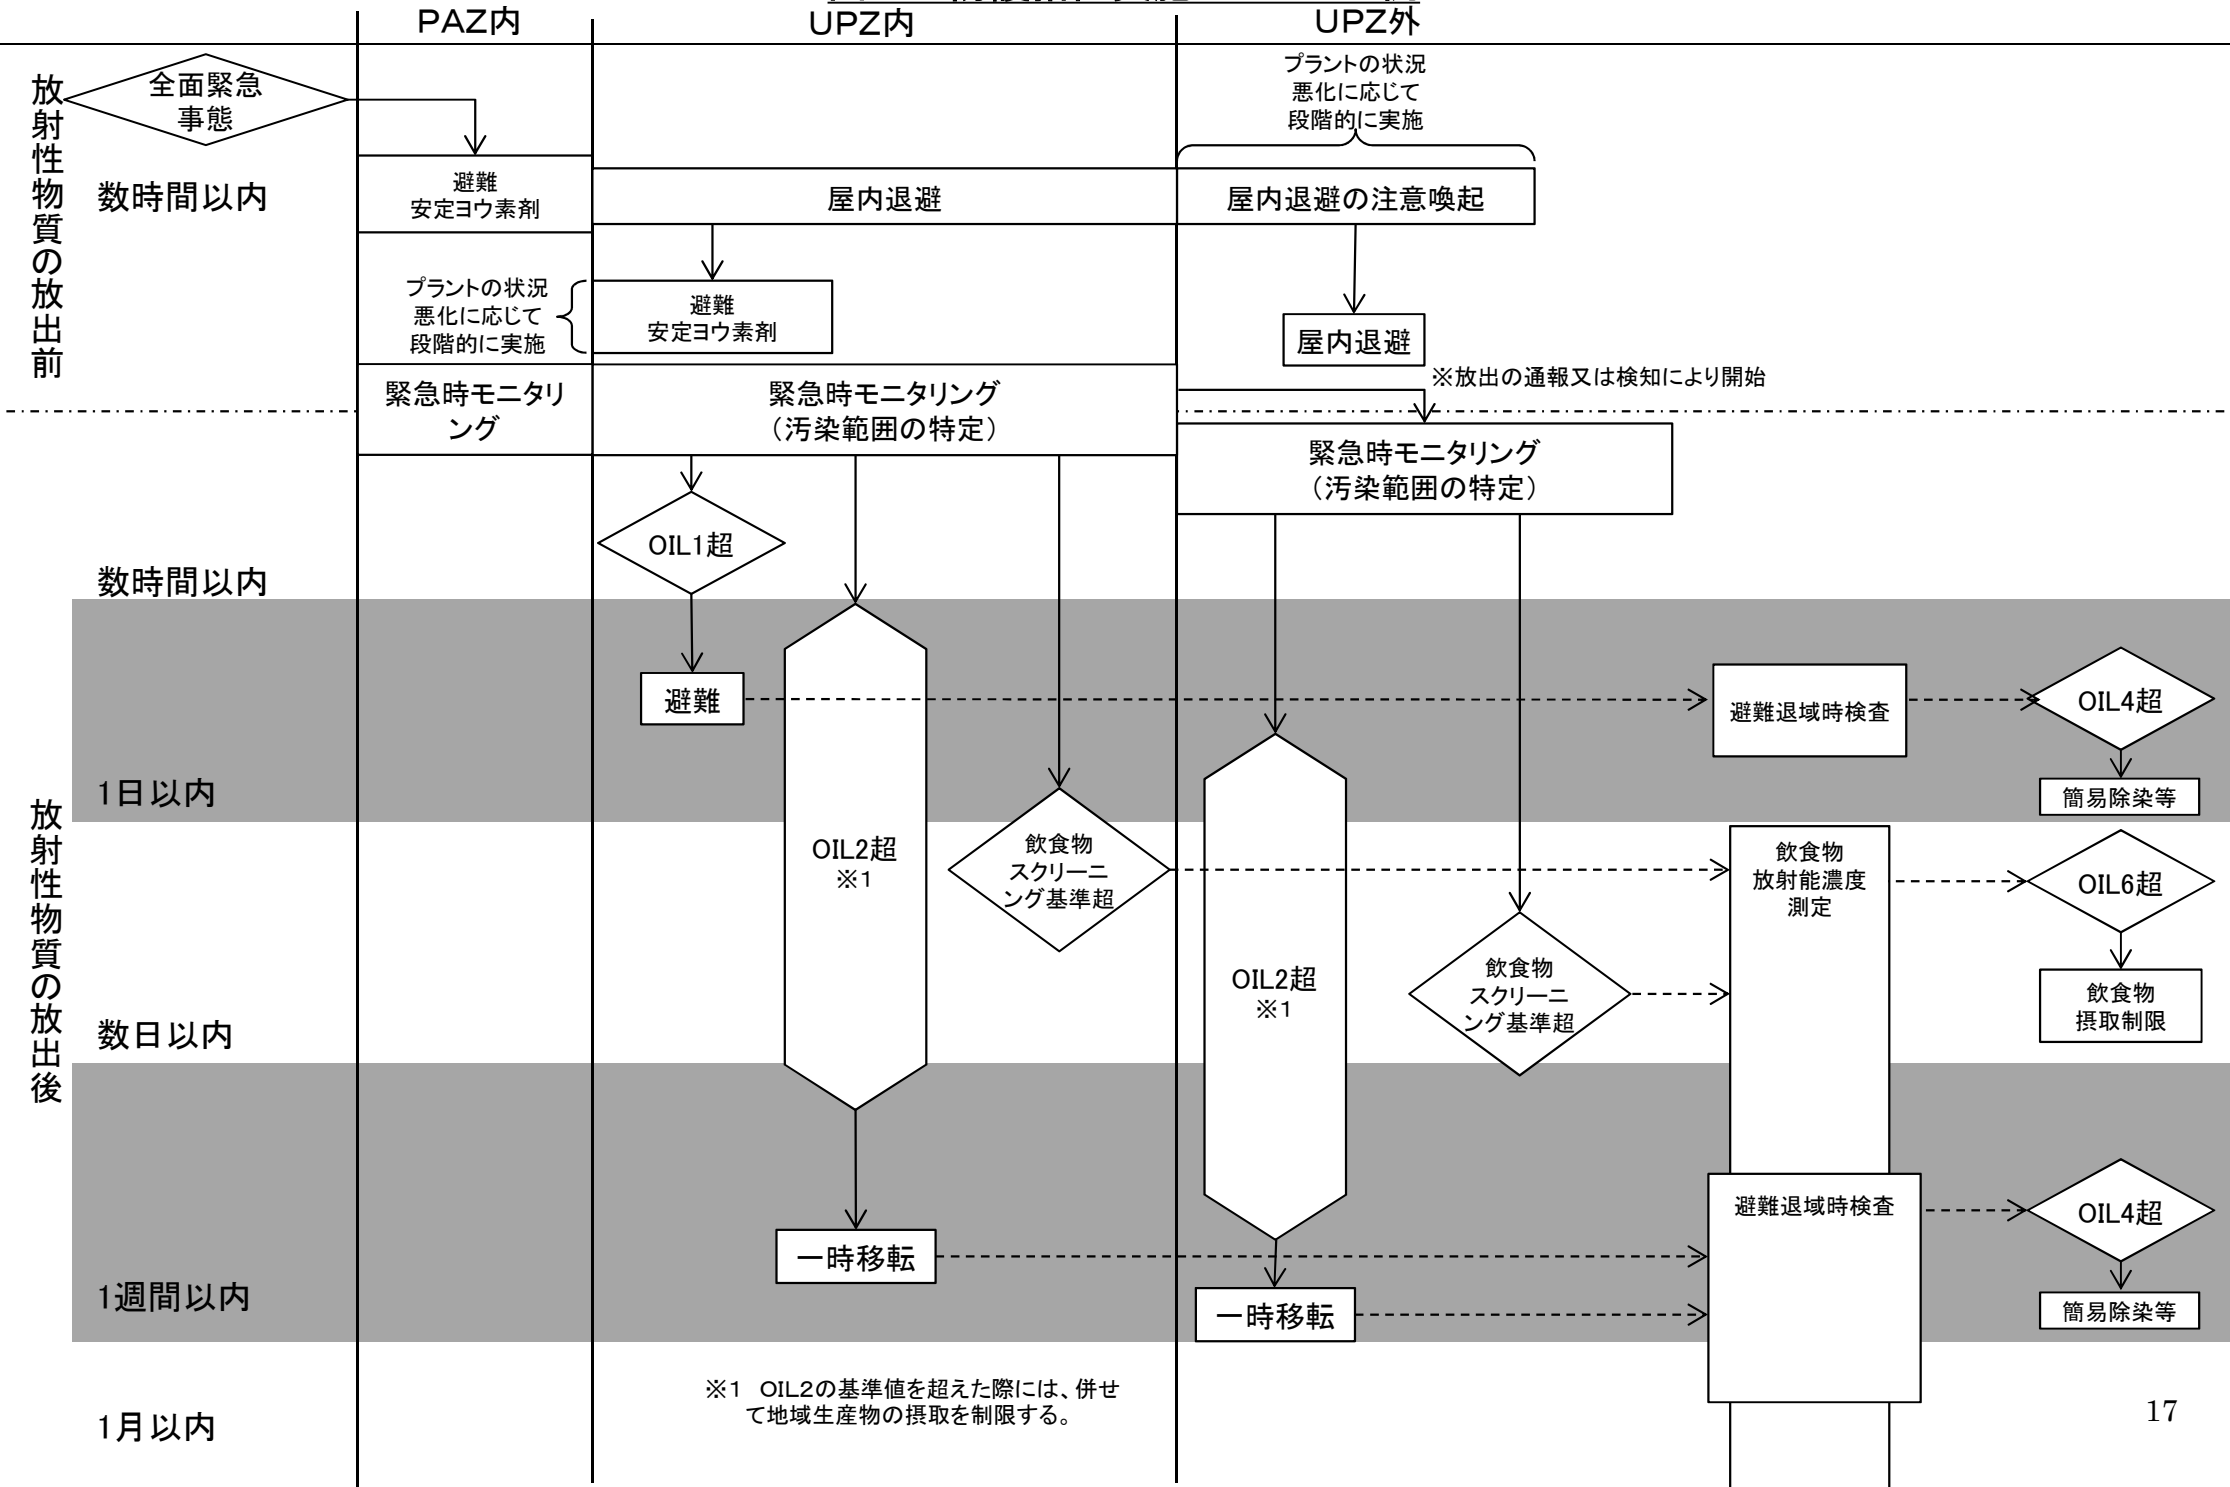 PAZ内
UPZ内
UPZ外
放射性物質の放出前
全面緊急
事態
プラントの状況
悪化に応じて
段階的に実施
数時間以内
避難
安定ヨウ素剤
屋内退避
屋内退避の注意喚起
プラントの状況
悪化に応じて
段階的に実施
避難
安定ヨウ素剤
屋内退避
※放出の通報又は検知により開始
緊急時モニタリ
ング
緊急時モニタリング
（汚染範囲の特定）
緊急時モニタリング
（汚染範囲の特定）
OIL1超
数時間以内
放射性物質の放出後
避難
避難退域時検査
OIL4超
1日以内
簡易除染等
OIL2超
※1
飲食物
スクリーニ
ング基準超
飲食物
放射能濃度
測定
OIL6超
OIL2超
※1
飲食物
スクリーニ
ング基準超
飲食物
摂取制限
数日以内
避難退域時検査
OIL4超
一時移転
1週間以内
一時移転
簡易除染等
※1　OIL2の基準値を超えた際には、併せ
て地域生産物の摂取を制限する。
1月以内
17